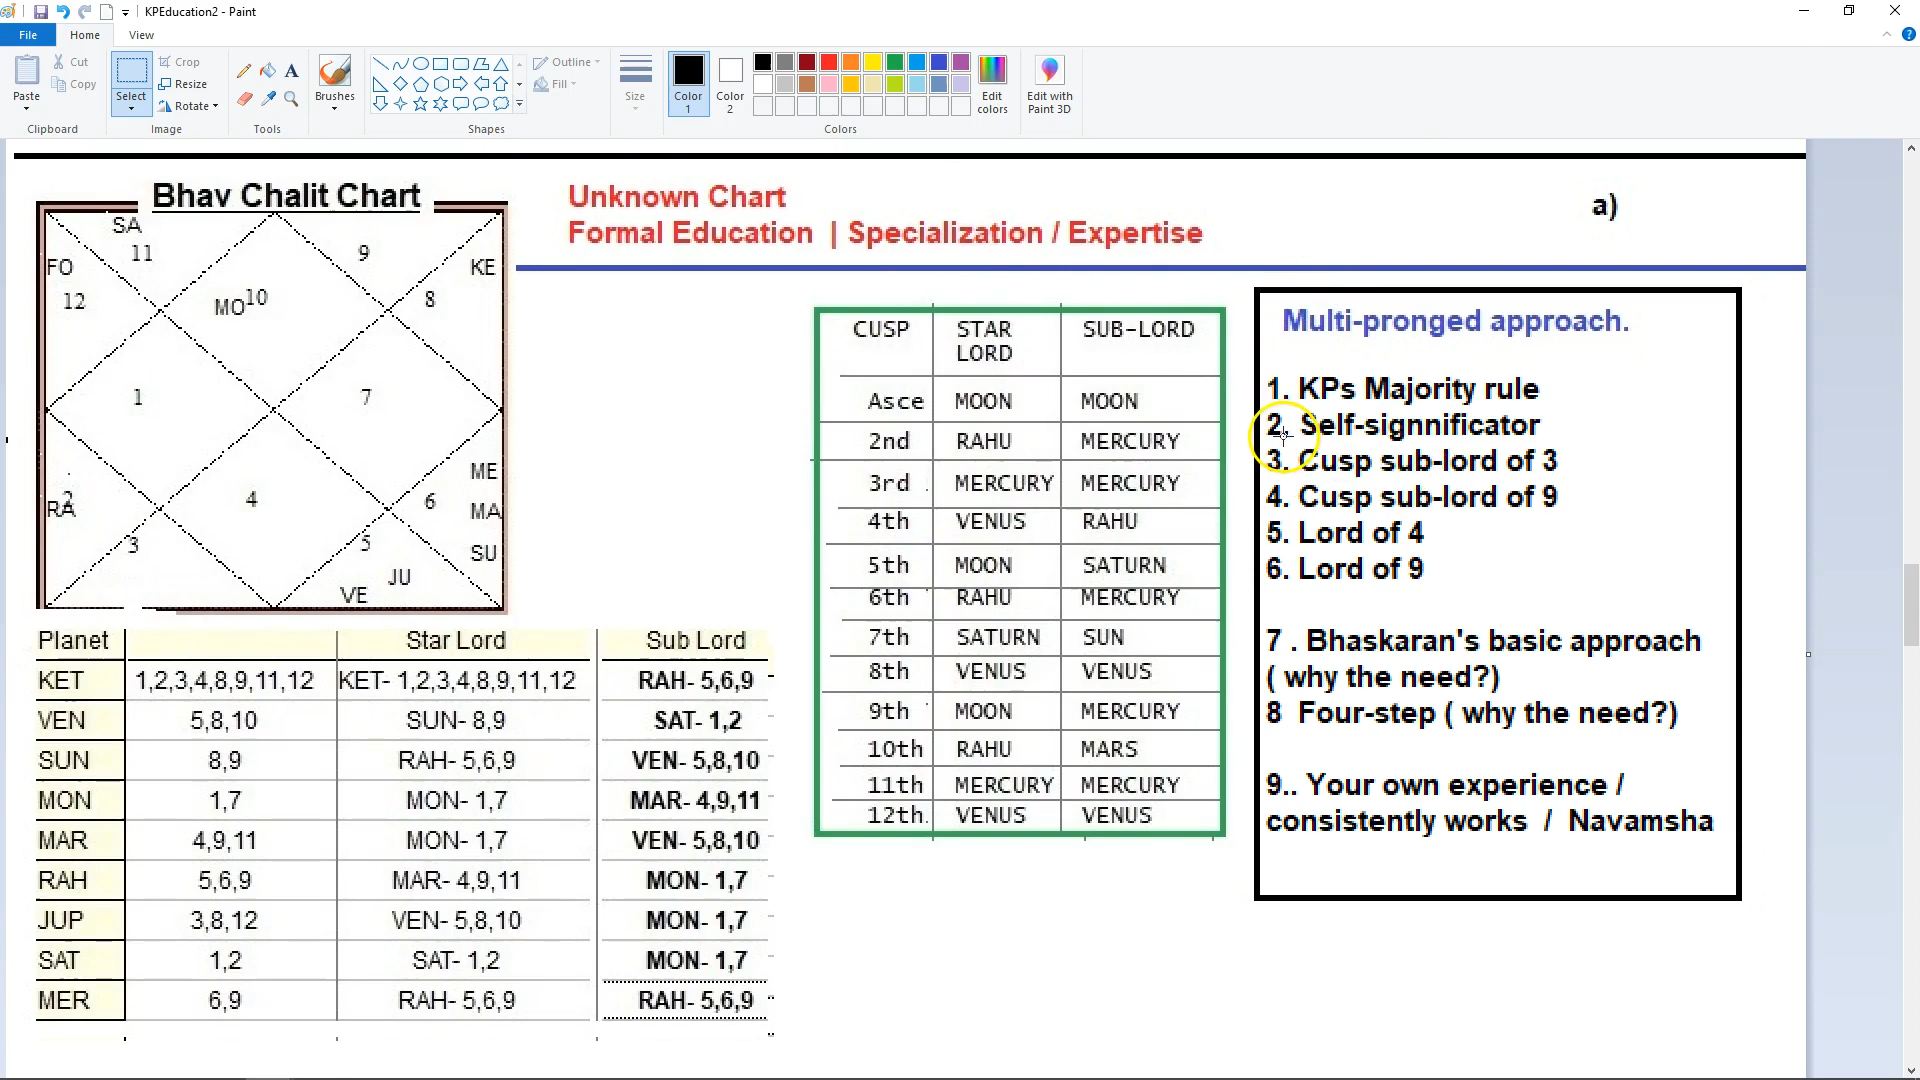 KPEducation2 - Paint
File
Home
View
Paste
Cut
Copy
Clipboard
Select
Crop
Resize
Rotate
Image
A
Tools
Brushes
Shapes
Outline
Fill
Size
Color
1
Color
2
Edit
colors
Edit with
Paint 3D
Colors
Bhav Chalit Chart
SA
11
9
FO
KE
12
MO
10
8
1
7
2
RA
4
6
ME
MA
SU
3
5
JU
VE
Unknown Chart
Formal Education | Specialization / Expertise
a)
CUSP STAR LORD SUB-LORD
Asce MOON MOON
2nd RAHU MERCURY
3rd MERCURY MERCURY
4th VENUS RAHU
5th MOON SATURN
6th RAHU MERCURY
7th SATURN SUN
8th VENUS VENUS
9th MOON MERCURY
10th RAHU MARS
11th MERCURY MERCURY
12th. VENUS VENUS
Multi-pronged approach.
1. KPs Majority rule
2. Self-signnificator
3. Cusp sub-lord of 3
4. Cusp sub-lord of 9
5. Lord of 4
6. Lord of 9
7 . Bhaskaran's basic approach
( why the need?)
8 Four-step ( why the need?)
9.. Your own experience /
consistently works / Navamsha
Planet Star Lord Sub Lord
KET 1,2,3,4,8,9,11,12 KET- 1,2,3,4,8,9,11,12 RAH- 5,6,9
VEN 5,8,10 SUN- 8,9 SAT- 1,2
SUN 8,9 RAH- 5,6,9 VEN- 5,8,10
MON 1,7 MON- 1,7 MAR- 4,9,11
MAR 4,9,11 MON- 1,7 VEN- 5,8,10
RAH 5,6,9 MAR- 4,9,11 MON- 1,7
JUP 3,8,12 VEN- 5,8,10 MON- 1,7
SAT 1,2 SAT- 1,2 MON- 1,7
MER 6,9 RAH- 5,6,9 RAH- 5,6,9